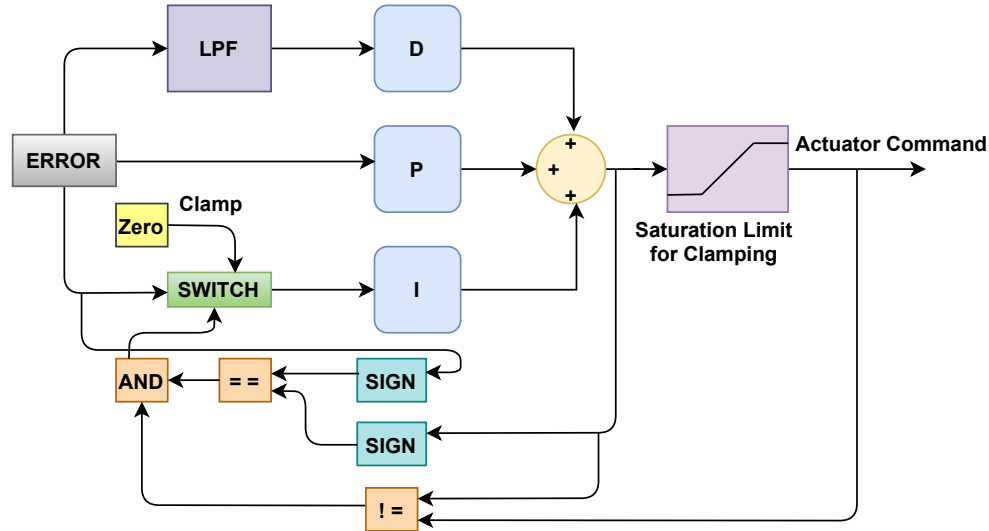 LPF
D
ERROR
P
+
+
+
Actuator Command
Saturation Limit
for Clamping
Zero
Clamp
SWITCH
I
AND
= =
SIGN
SIGN
! =